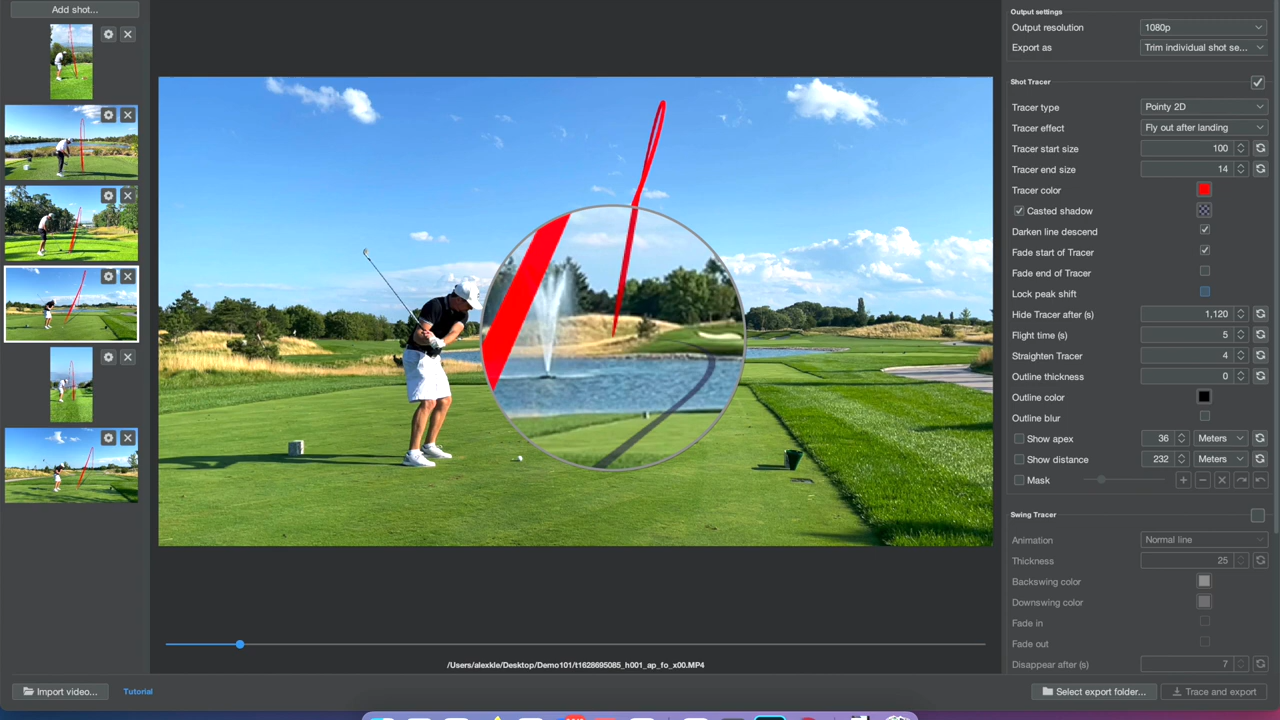 Add shot...
Output settings
Output resolution 1080p
Export as Trim individual shot se...
Shot Tracer
Tracer type Pointy 2D
Tracer effect Fly out after landing
Tracer start size 100
Tracer end size 14
Tracer color
Casted shadow
Darken line descend
Fade start of Tracer
Fade end of Tracer
Lock peak shift
Hide Tracer after (s) 1,120
Flight time (s) 5
Straighten Tracer 4
Outline thickness 0
Outline color
Outline blur
Show apex 36 Meters
Show distance 232 Meters
Mask
Swing Tracer
Animation Normal line
Thickness 25
Backswing color
Downswing color
Fade in
Fade out
Disappear after (s) 7
/Users/alexkle/Desktop/Demo101/t1628695085_h001_ap_fo_x00.MP4
Import video... Tutorial Select export folder... Trace and export